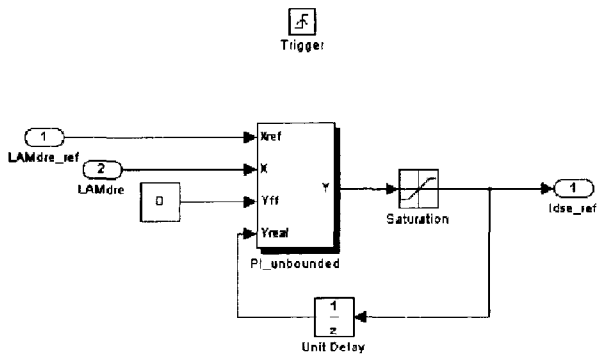 Trigger
1
LAMdre_ref
2
LAMdre
0
Xref
X
Yff
Yreal
Y
PI_unbounded
Saturation
1
Idse_ref
1
z
Unit Delay